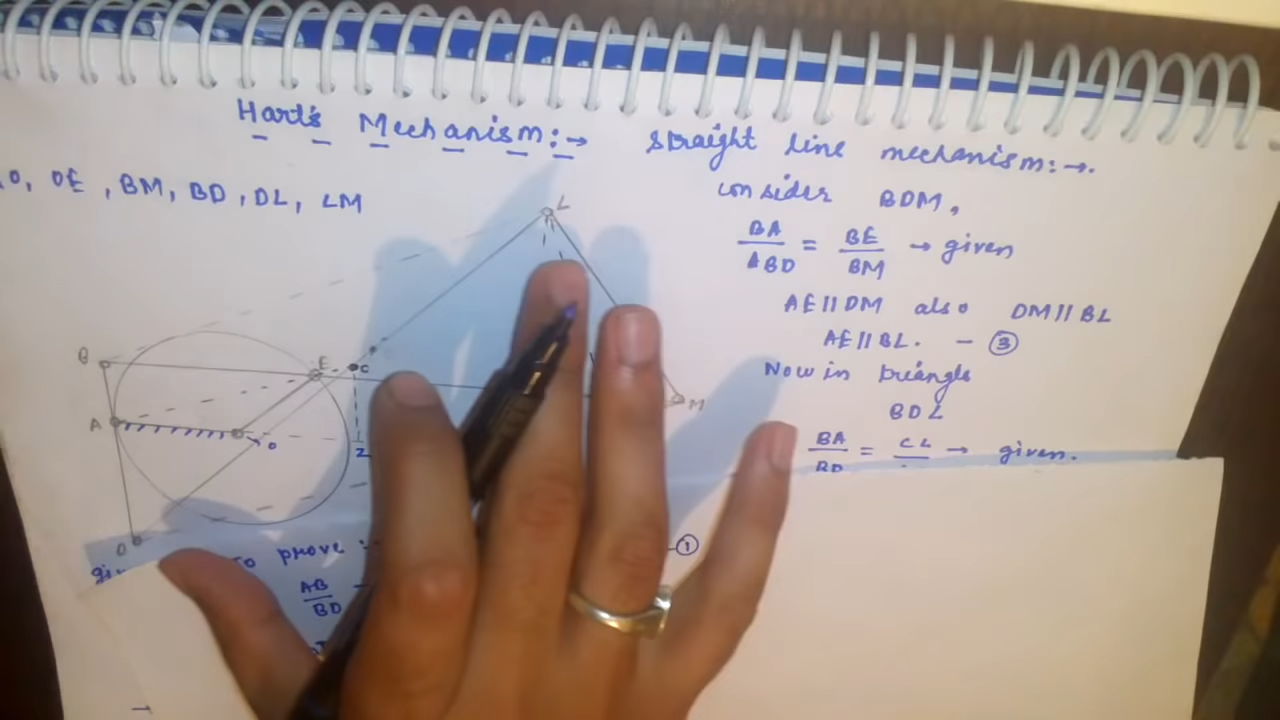 Hart's Mechanism:→
Straight line mechanism:→.
O, OE, BM, BD, DL, LM
L
B
E
C
A
O
Z
M
D
To prove :-
AB
BD
①
consider BDM,
BA = BE → given
ABD BM
AE||DM also DM||BL
AE||BL. - ③
Now in triangle
BDL
BA = CL → given.
BD